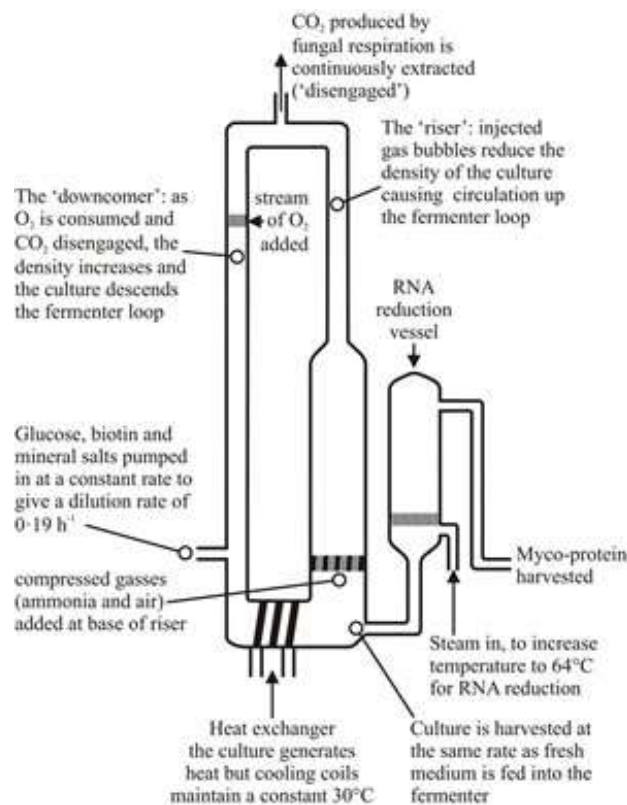 CO₂ produced by
fungal respiration is
continuously extracted
(‘disengaged’)
The ‘riser’: injected
gas bubbles reduce the
density of the culture
causing circulation up
the fermenter loop
The ‘downcomer’: as
O₂ is consumed and
CO₂ disengaged, the
density increases and
the culture descends
the fermenter loop
stream
of O₂
added
RNA
reduction
vessel
Glucose, biotin and
mineral salts pumped
in at a constant rate to
give a dilution rate of
0·19 h⁻¹
compressed gasses
(ammonia and air)
added at base of riser
Myco-protein
harvested
Steam in, to increase
temperature to 64°C
for RNA reduction
Heat exchanger
the culture generates
heat but cooling coils
maintain a constant 30°C
Culture is harvested at
the same rate as fresh
medium is fed into the
fermenter